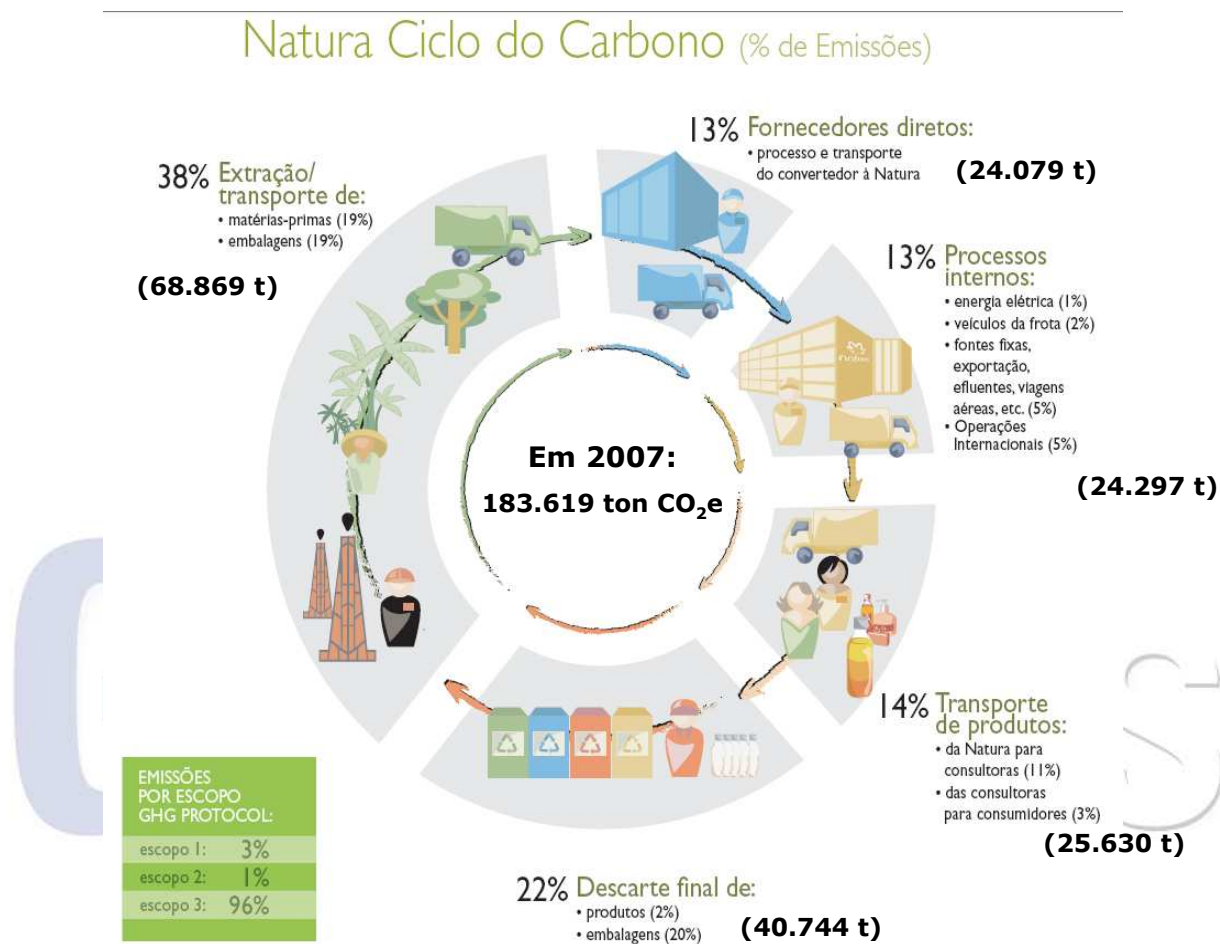 Natura Ciclo do Carbono (% de Emissões)
38% Extração/
transporte de:
• matérias-primas (19%)
• embalagens (19%)
(68.869 t)
13% Fornecedores diretos:
• processo e transporte
do convertedor à Natura
(24.079 t)
13% Processos
internos:
• energia elétrica (1%)
• veículos da frota (2%)
• fontes fixas,
exportação,
efluentes, viagens
aéreas, etc. (5%)
• Operações
Internacionais (5%)
(24.297 t)
natura
Em 2007:
183.619 ton CO₂e
14% Transporte
de produtos:
• da Natura para
consultoras (11%)
• das consultoras
para consumidores (3%)
(25.630 t)
22% Descarte final de:
• produtos (2%)
• embalagens (20%)
(40.744 t)
EMISSÕES
POR ESCOPO
GHG PROTOCOL:
escopo 1: 3%
escopo 2: 1%
escopo 3: 96%